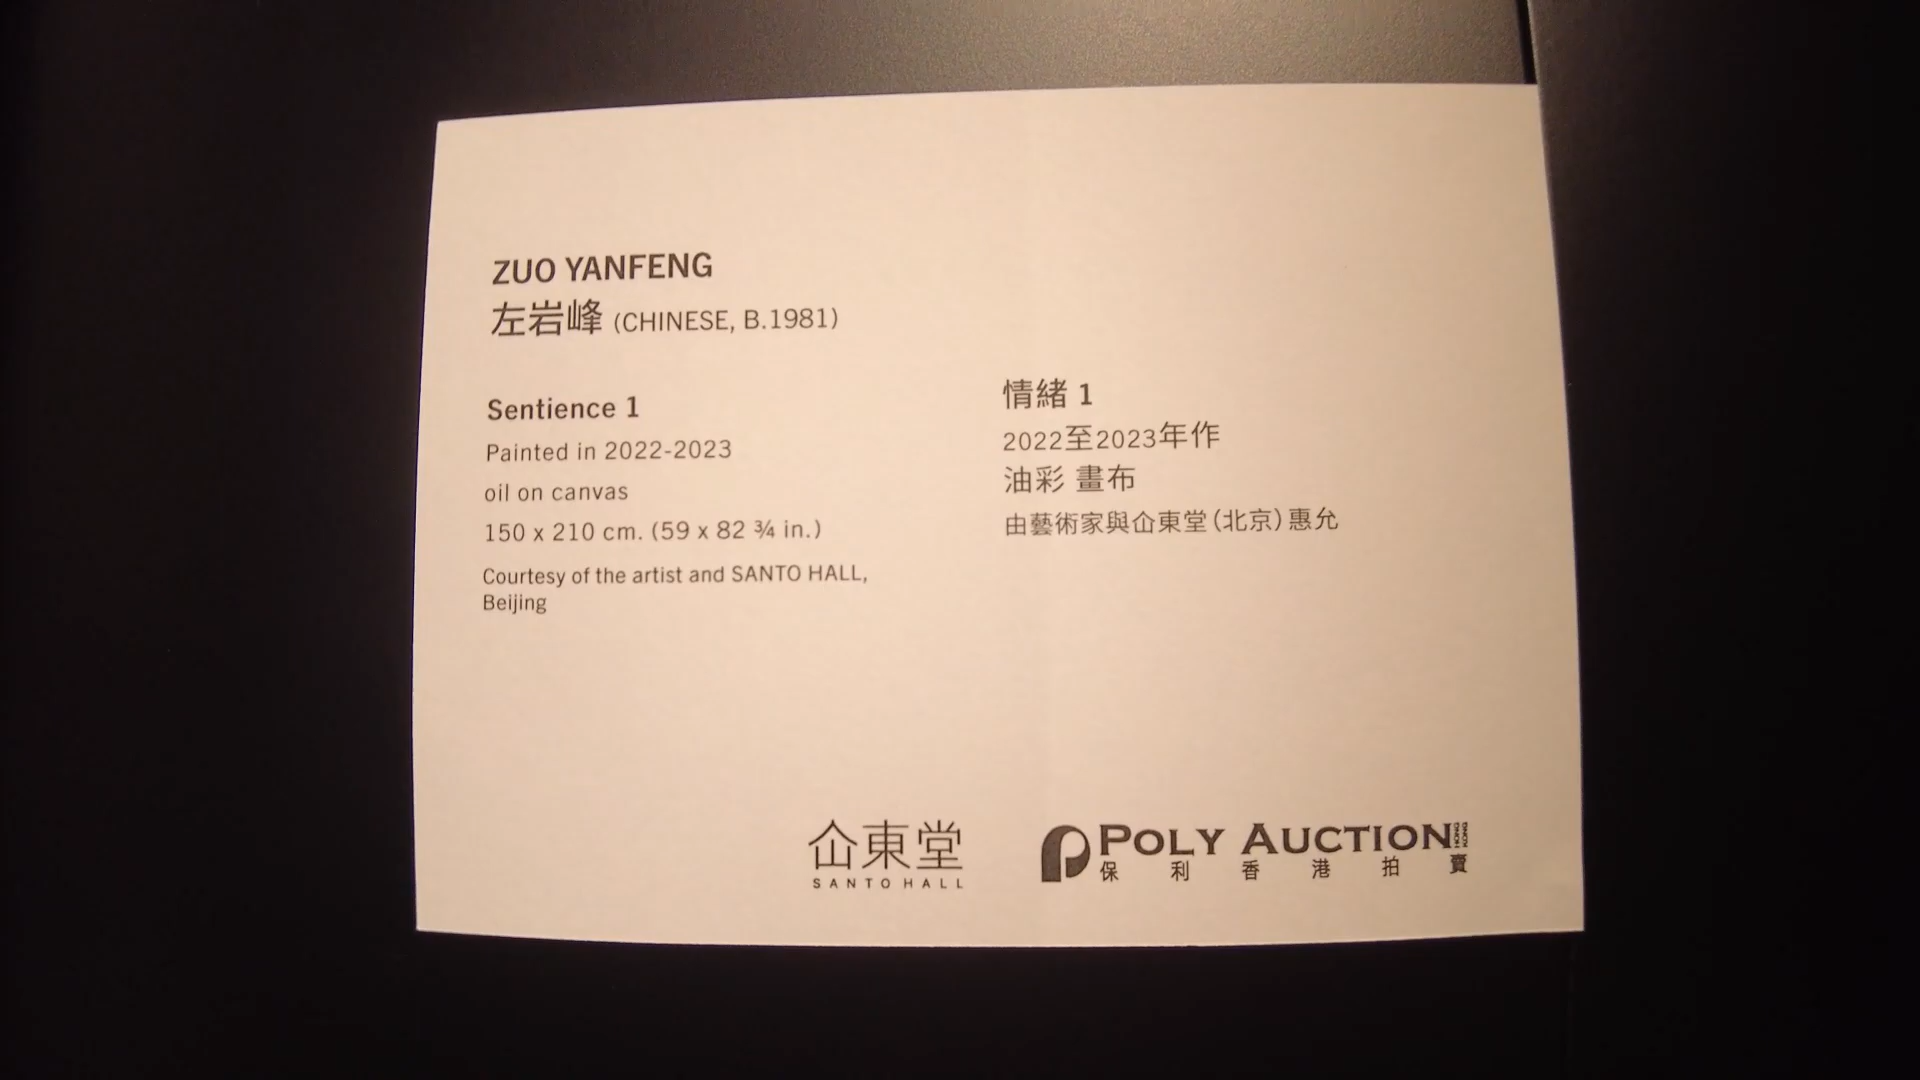 ZUO YANFENG
左岩峰 (CHINESE, B.1981)
Sentience 1
Painted in 2022-2023
oil on canvas
150 x 210 cm. (59 x 82 ¾ in.)
Courtesy of the artist and SANTO HALL,
Beijing
情緒 1
2022至2023年作
油彩 畫布
由藝術家與仚東堂（北京）惠允
仚東堂
SANTO HALL
POLY AUCTION HONG KONG
保利香港拍賣